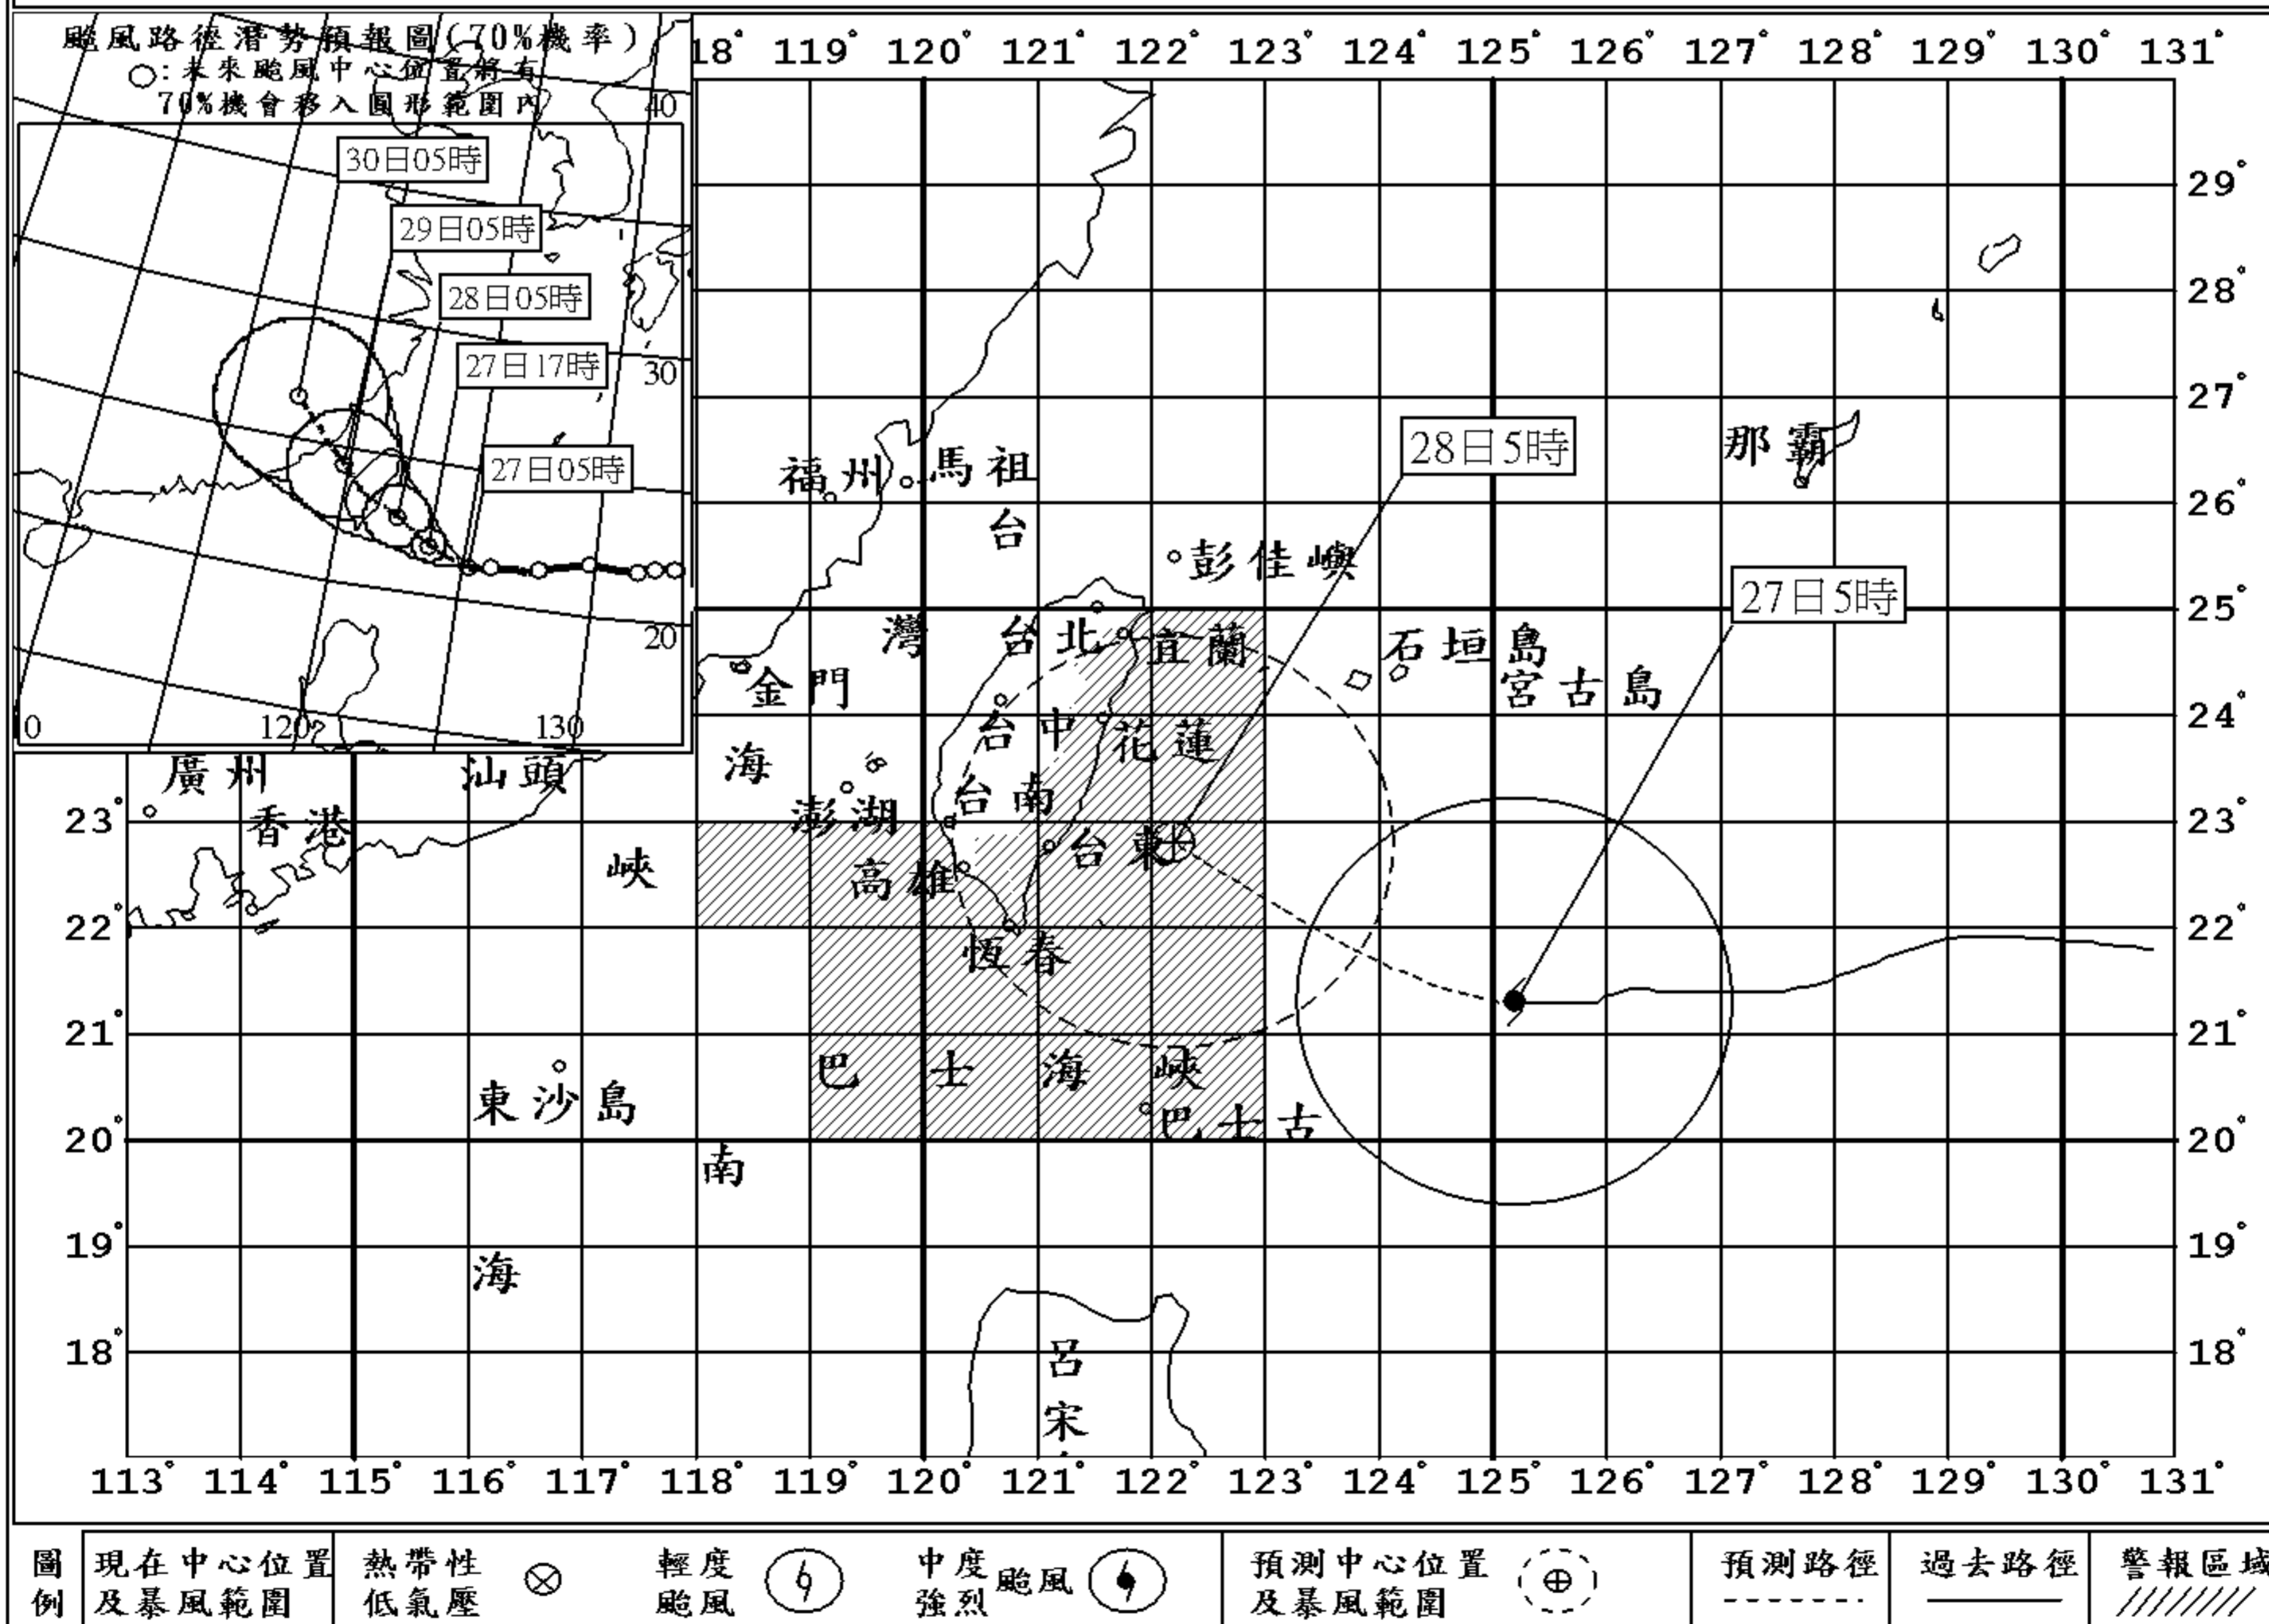 颱風路徑潛勢預報圖(70%機率)
○:未來颱風中心位置將有
70%機會移入圓形範圍內
40
30日05時
29日05時
28日05時
27日17時
30
27日05時
20
0 120 130
18° 119° 120° 121° 122° 123° 124° 125° 126° 127° 128° 129° 130° 131°
29°
28°
27°
28日5時
那霸
福州 馬祖
26°
台
彭佳嶼
27日5時
25°
灣 台北 宜蘭 石垣島
金門 宮古島
24°
台中 花蓮
海
廣州 汕頭
台南
23° 香港 澎湖 23°
台東
峽 高雄
22° 22°
恆春
21° 21°
巴士海峽
東沙島 巴士古
20° 20°
南
19° 19°
海
18° 18°
呂
宋
113° 114° 115° 116° 117° 118° 119° 120° 121° 122° 123° 124° 125° 126° 127° 128° 129° 130° 131°
圖例
現在中心位置
及暴風範圍
熱帶性
低氣壓
輕度
颱風
中度
強烈
颱風
預測中心位置
及暴風範圍
預測路徑
過去路徑
警報區域